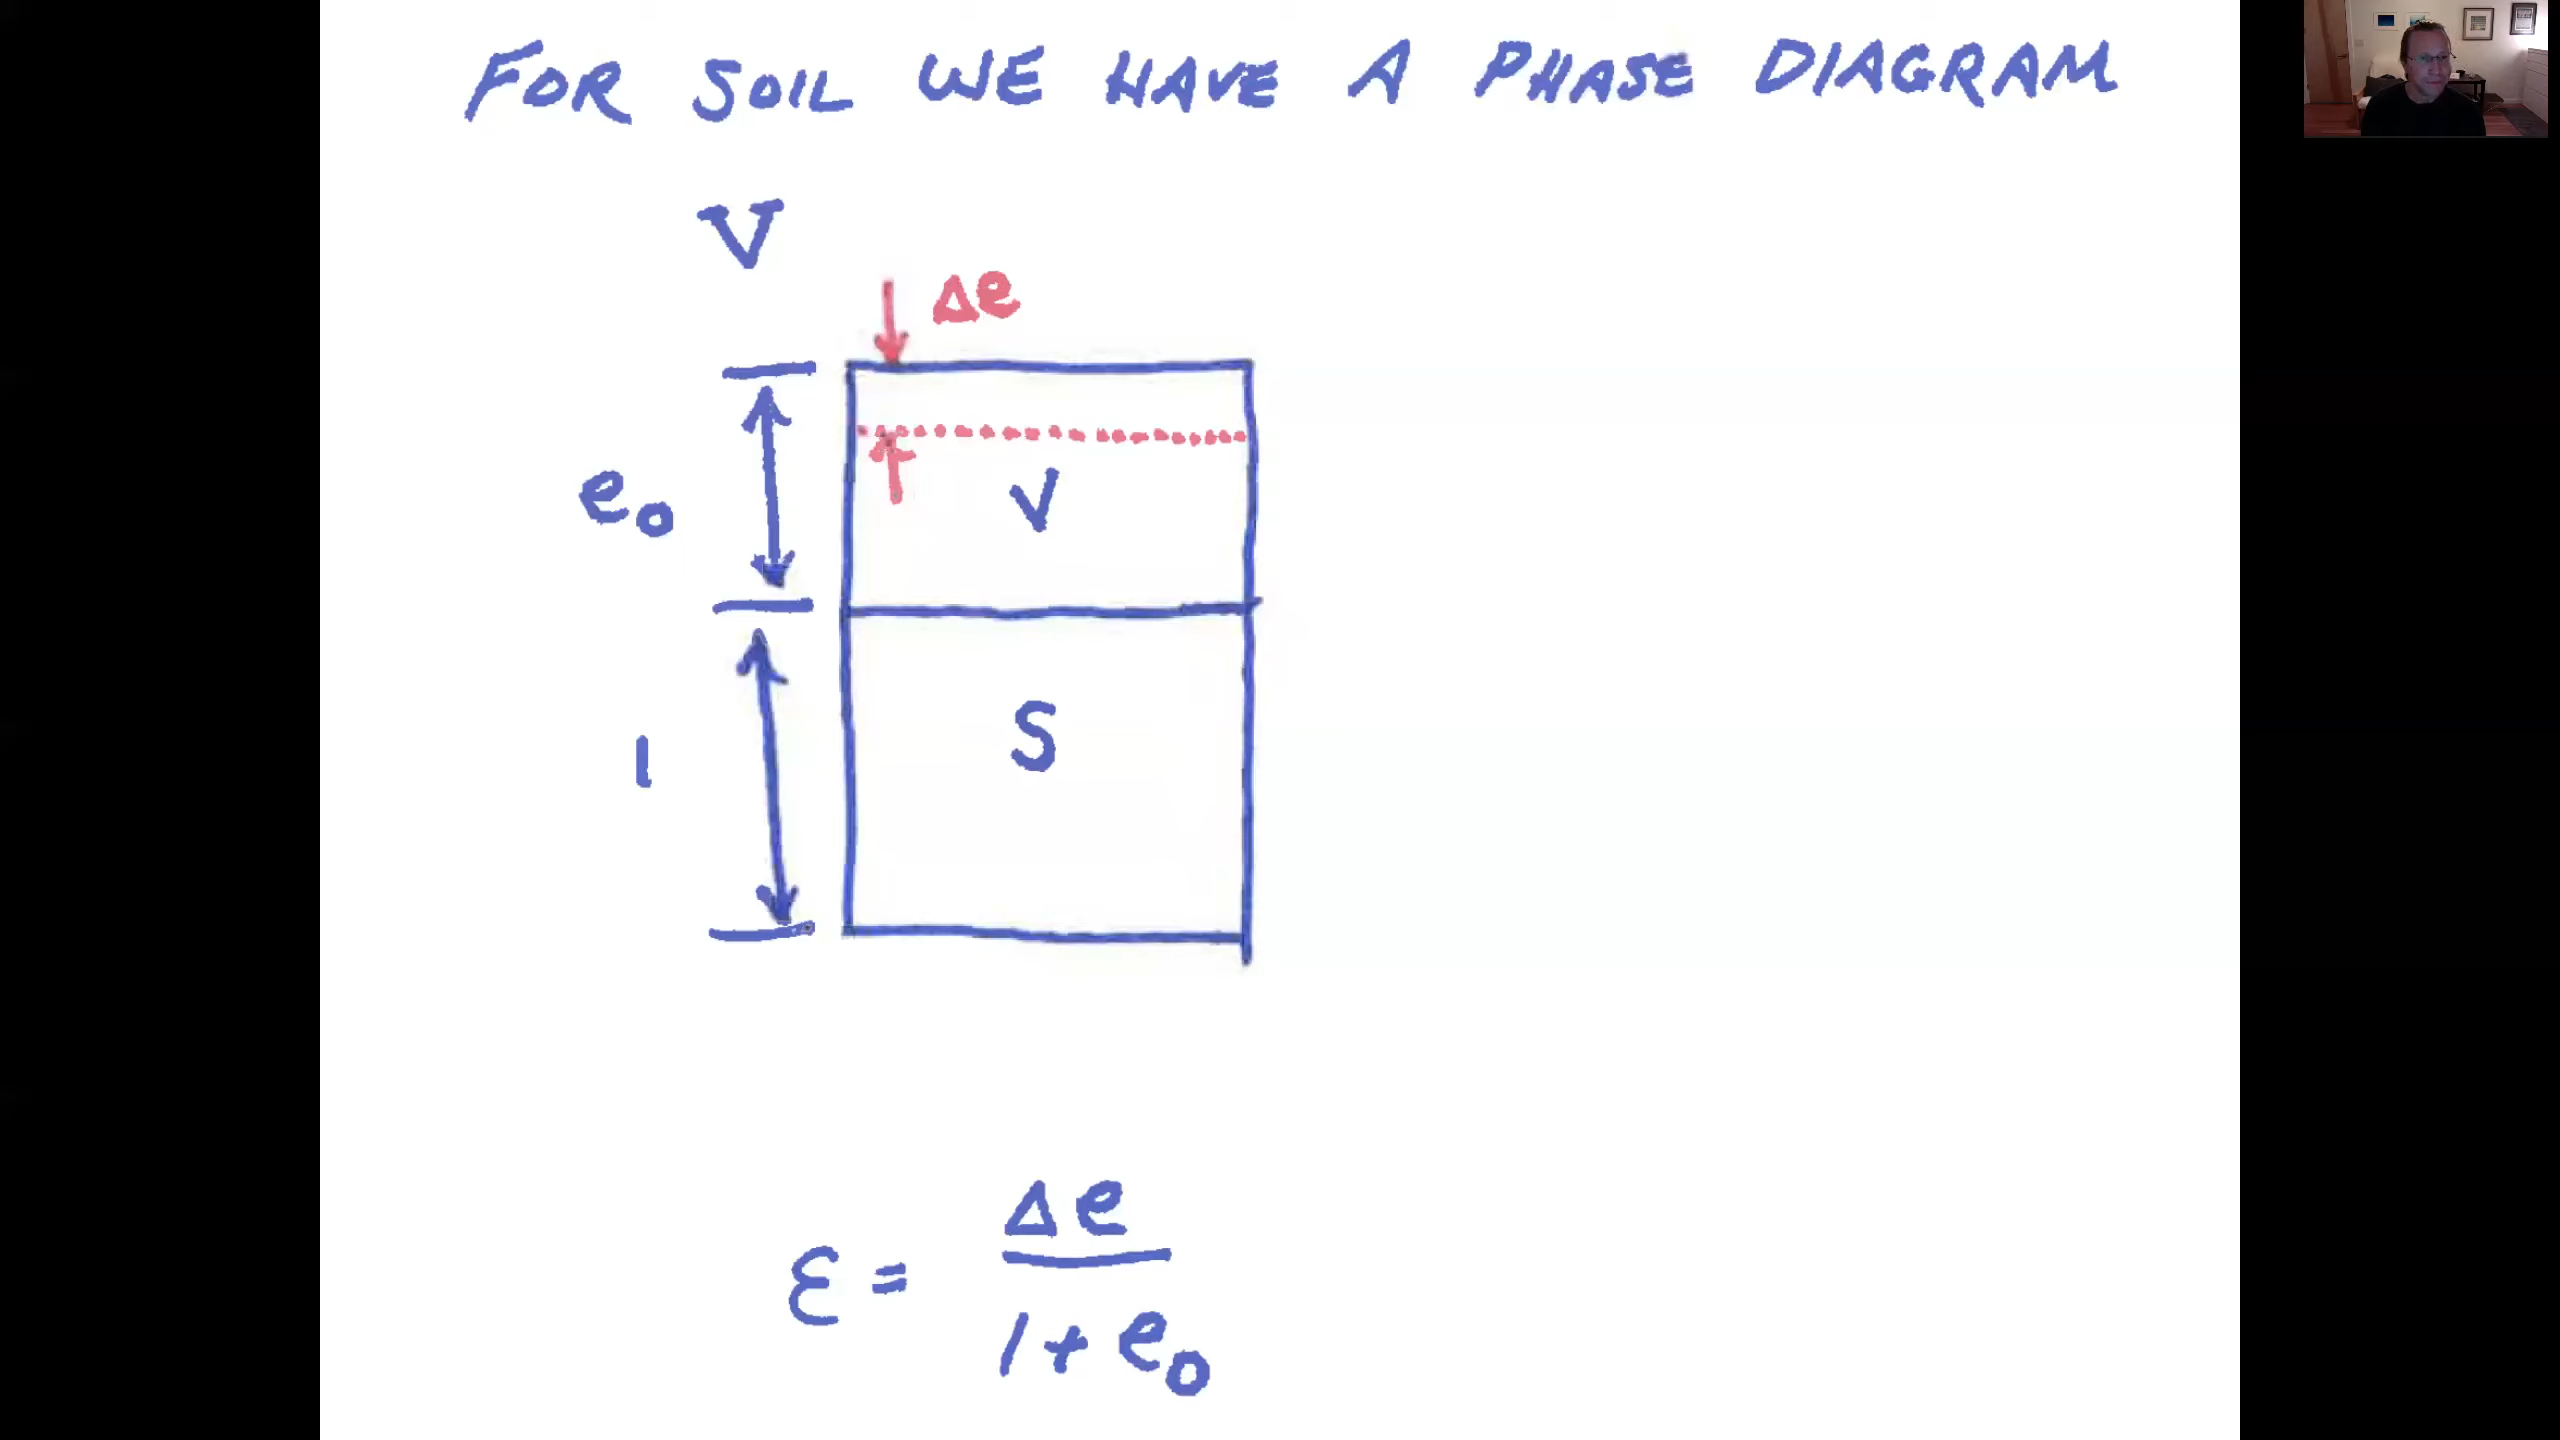 FOR SOIL WE HAVE A PHASE DIAGRAM
V
Δe
e₀
V
1
S
ε = Δe
1 + e₀